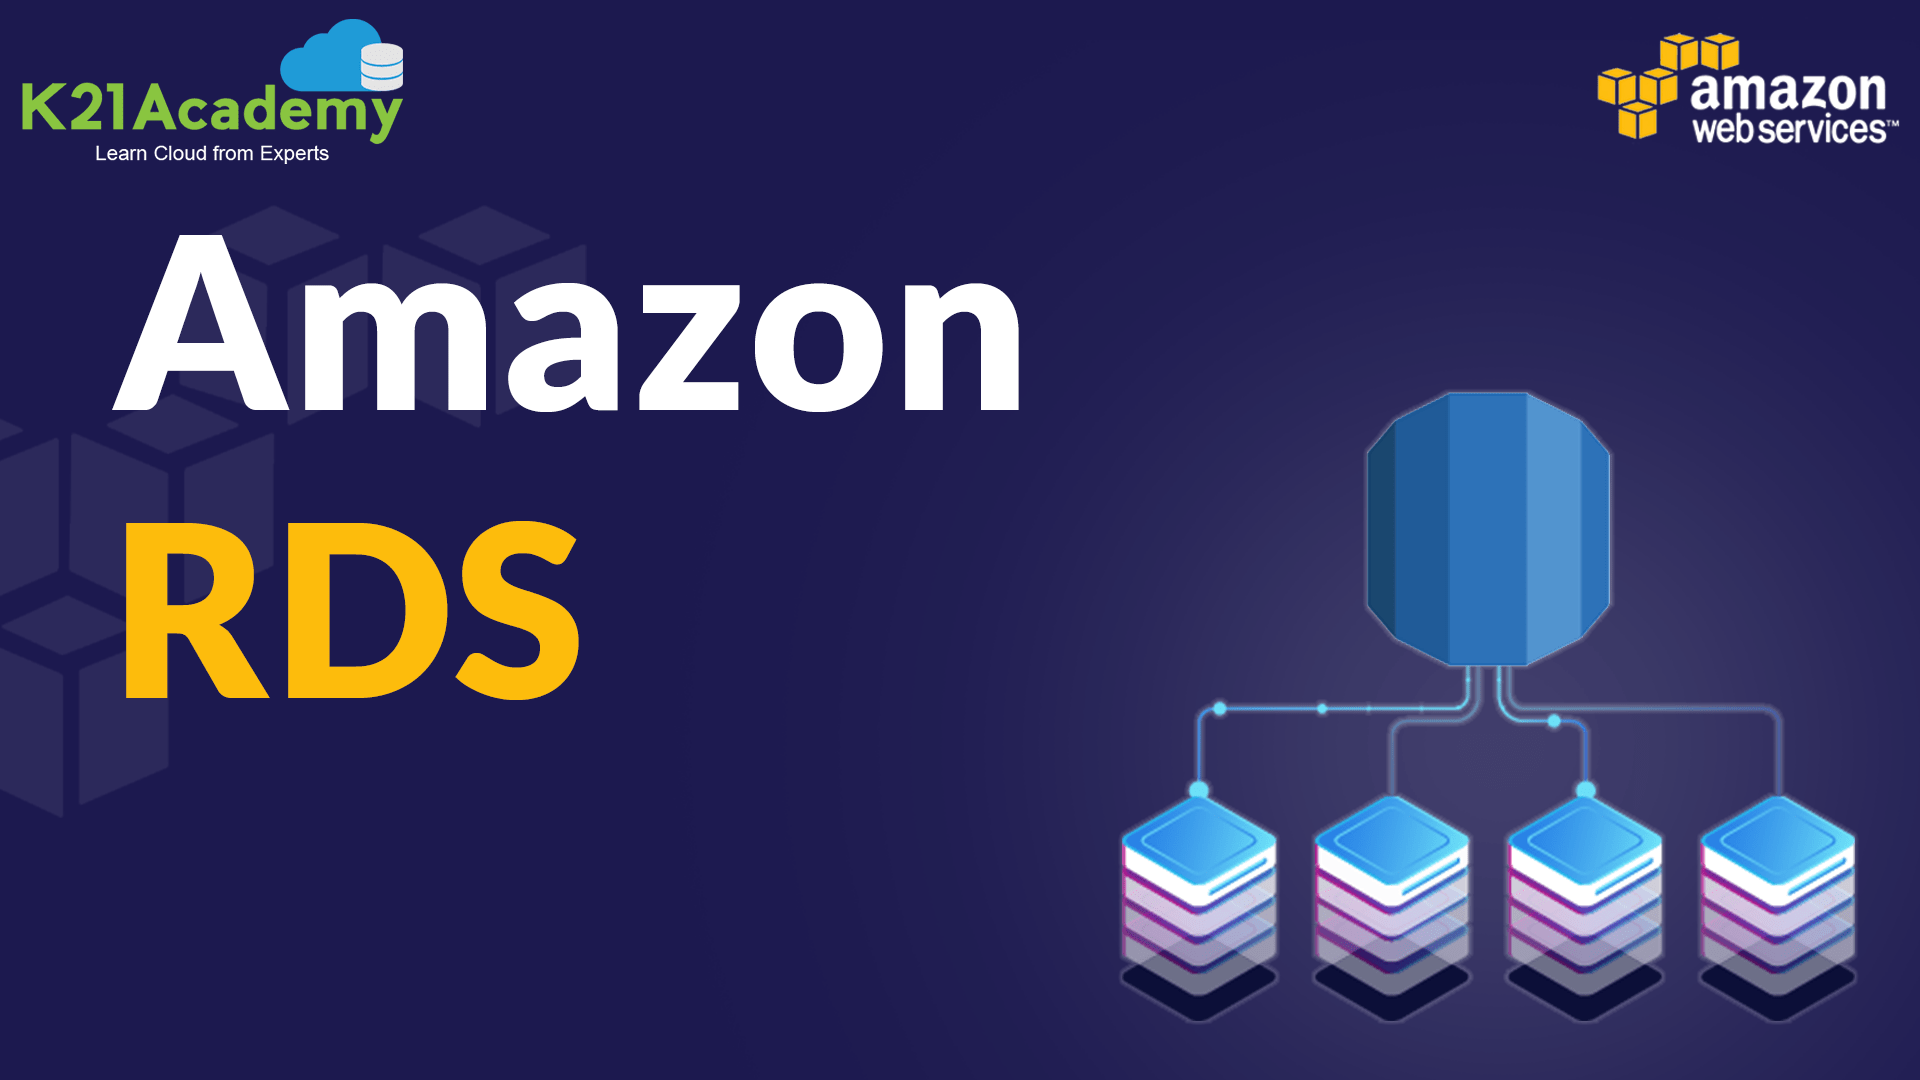 K21Academy
Learn Cloud from Experts
amazon
web services™
Amazon
RDS